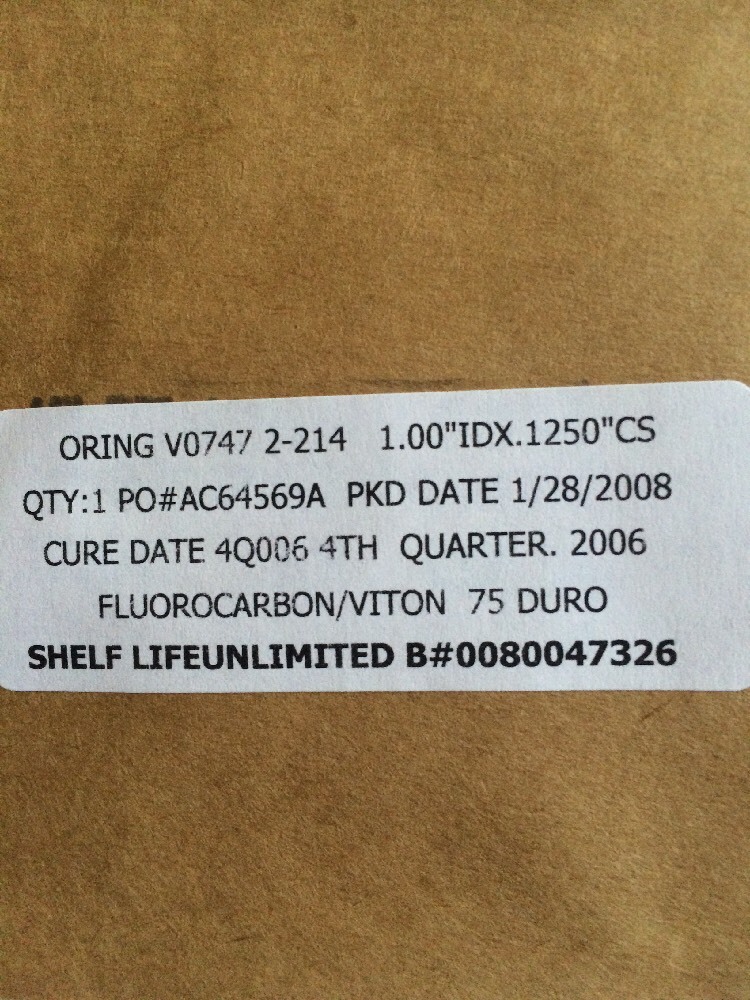 ORING V0747 2-214 1.00"IDX.1250"CS
QTY:1 PO#AC64569A PKD DATE 1/28/2008
CURE DATE 4Q006 4TH QUARTER. 2006
FLUOROCARBON/VITON 75 DURO
SHELF LIFEUNLIMITED B#0080047326